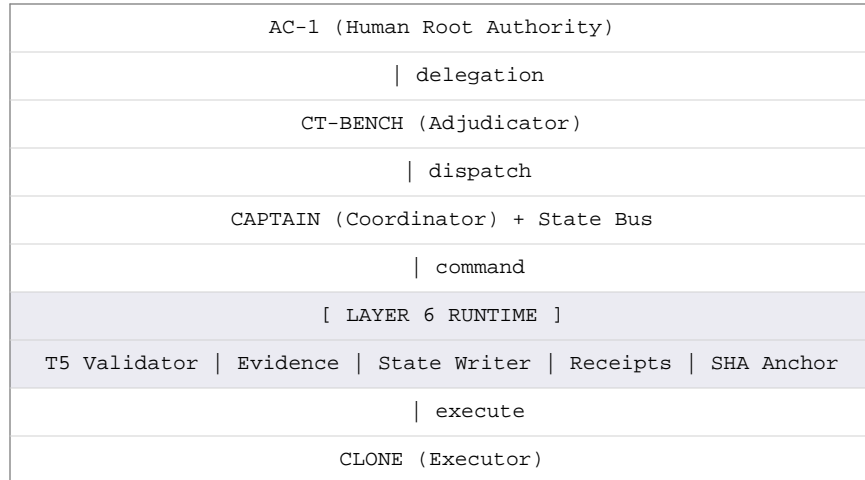 AC-1 (Human Root Authority)
| delegation
CT-BENCH (Adjudicator)
| dispatch
CAPTAIN (Coordinator) + State Bus
| command
[ LAYER 6 RUNTIME ]
T5 Validator | Evidence | State Writer | Receipts | SHA Anchor
| execute
CLONE (Executor)